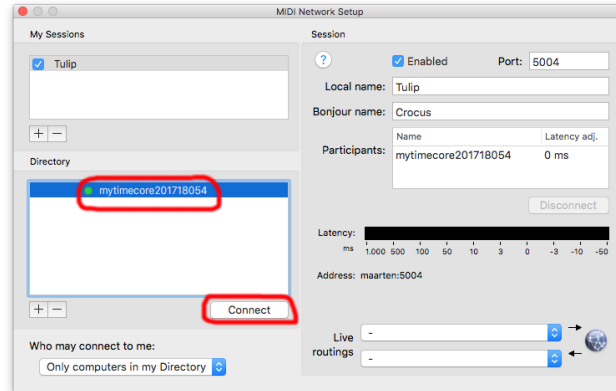 MIDI Network Setup
My Sessions
Tulip
+ −
Directory
mytimecore201718054
+ −
Connect
Who may connect to me:
Only computers in my Directory
Session
?
Enabled
Port: 5004
Local name: Tulip
Bonjour name: Crocus
Participants:
Name Latency adj.
mytimecore201718054 0 ms
Disconnect
Latency:
ms 1.000 500 100 50 10 3 0 -3 -10 -50
Address: maarten:5004
Live routings
-
-